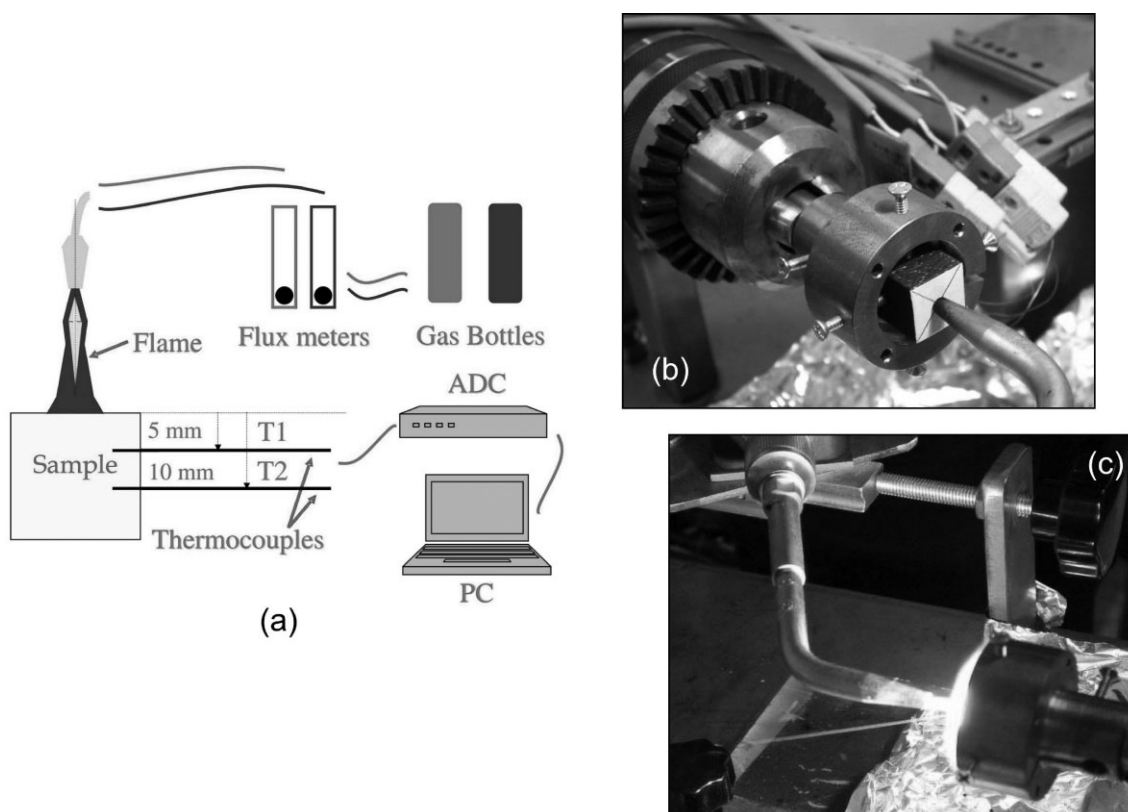 Flame
Flux meters
Gas Bottles
ADC
5 mm
T1
Sample
10 mm
T2
Thermocouples
PC
(a)
(b)
(c)